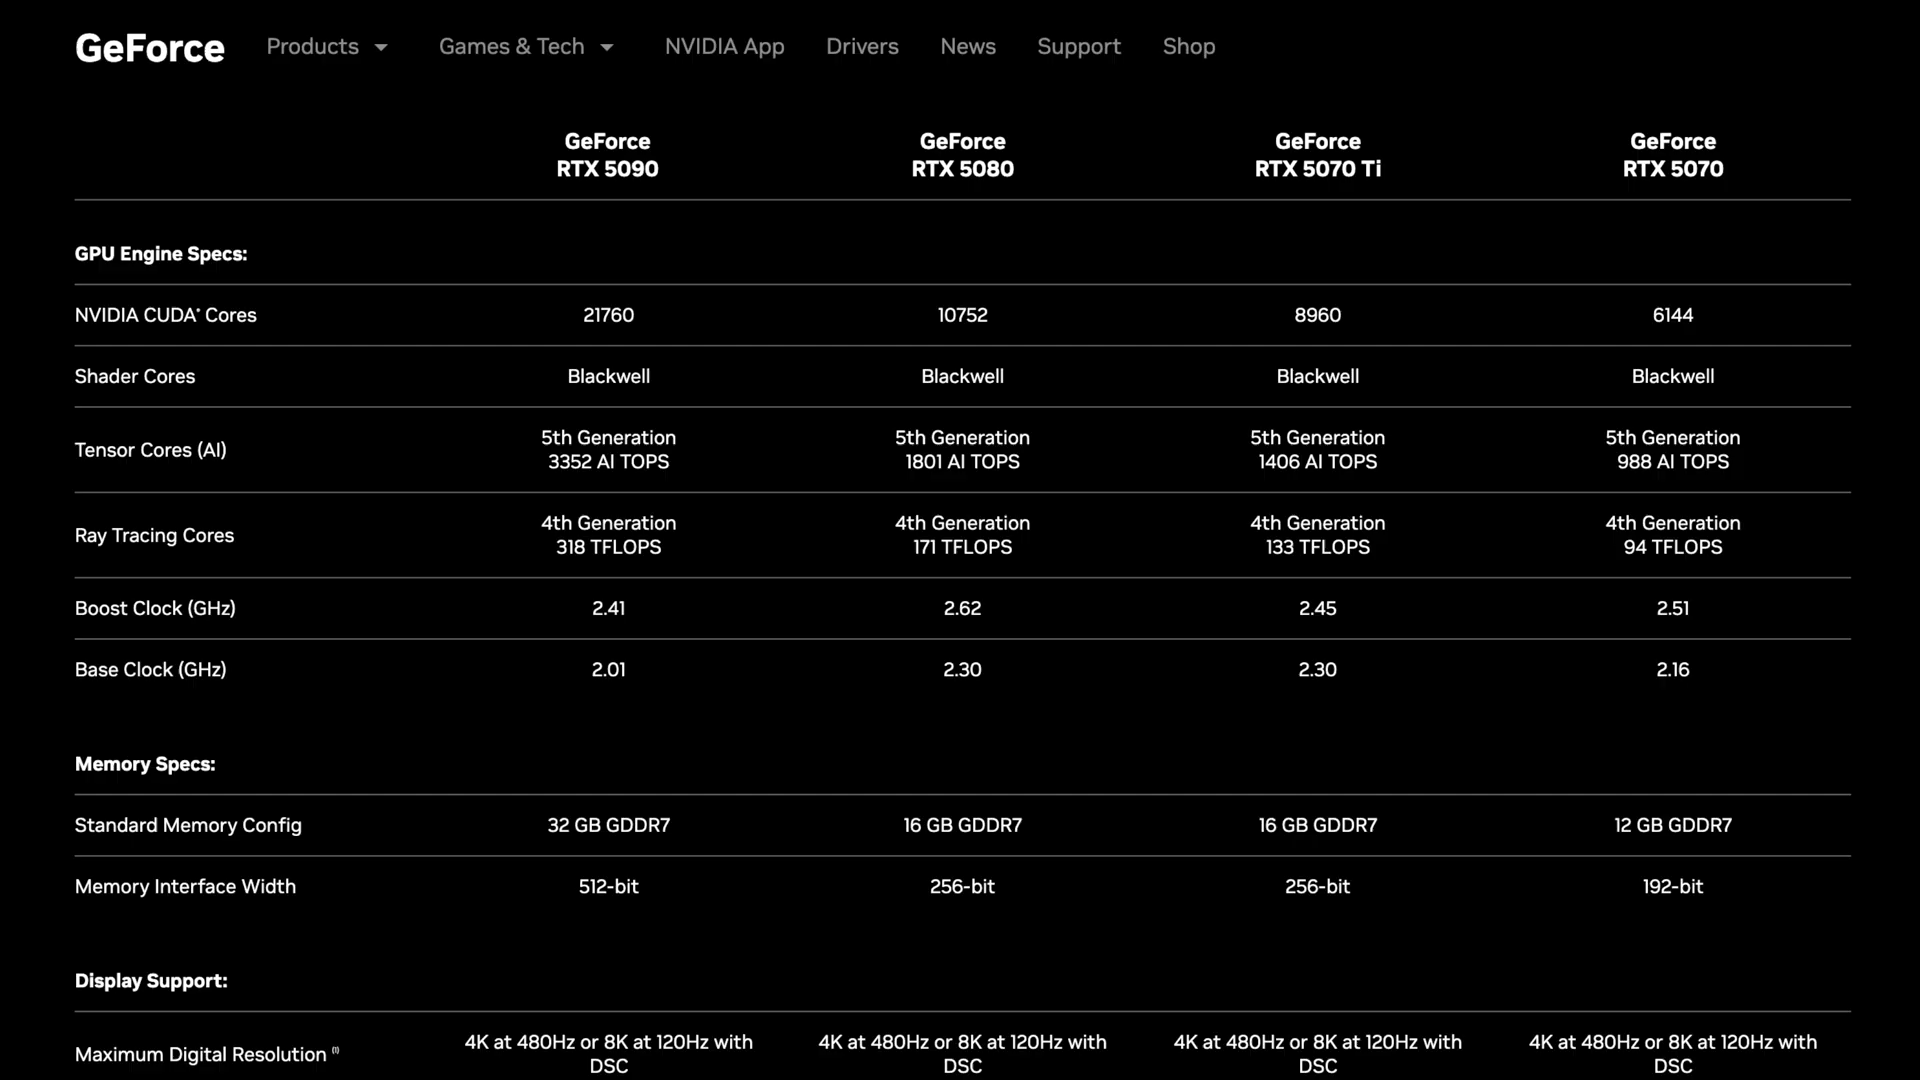 GeForce Products Games & Tech NVIDIA App Drivers News Support Shop
GeForce GeForce GeForce GeForce
RTX 5090 RTX 5080 RTX 5070 Ti RTX 5070
GPU Engine Specs:
NVIDIA CUDA® Cores 21760 10752 8960 6144
Shader Cores Blackwell Blackwell Blackwell Blackwell
Tensor Cores (AI) 5th Generation 5th Generation 5th Generation 5th Generation
3352 AI TOPS 1801 AI TOPS 1406 AI TOPS 988 AI TOPS
Ray Tracing Cores 4th Generation 4th Generation 4th Generation 4th Generation
318 TFLOPS 171 TFLOPS 133 TFLOPS 94 TFLOPS
Boost Clock (GHz) 2.41 2.62 2.45 2.51
Base Clock (GHz) 2.01 2.30 2.30 2.16
Memory Specs:
Standard Memory Config 32 GB GDDR7 16 GB GDDR7 16 GB GDDR7 12 GB GDDR7
Memory Interface Width 512-bit 256-bit 256-bit 192-bit
Display Support:
Maximum Digital Resolution (1) 4K at 480Hz or 8K at 120Hz with 4K at 480Hz or 8K at 120Hz with 4K at 480Hz or 8K at 120Hz with 4K at 480Hz or 8K at 120Hz with
DSC DSC DSC DSC